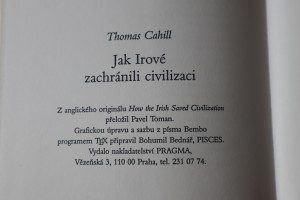 Thomas Cahill
Jak Irové
zachránili civilizaci
Z anglického originálu How the Irish Saved Civilization
přeložil Pavel Toman.
Grafickou úpravu a sazbu z písma Bembo
programem TEX připravil Bohumil Bednář, PISCES.
Vydalo nakladatelství PRAGMA,
Vězeňská 3, 110 00 Praha, tel. 231 07 74.